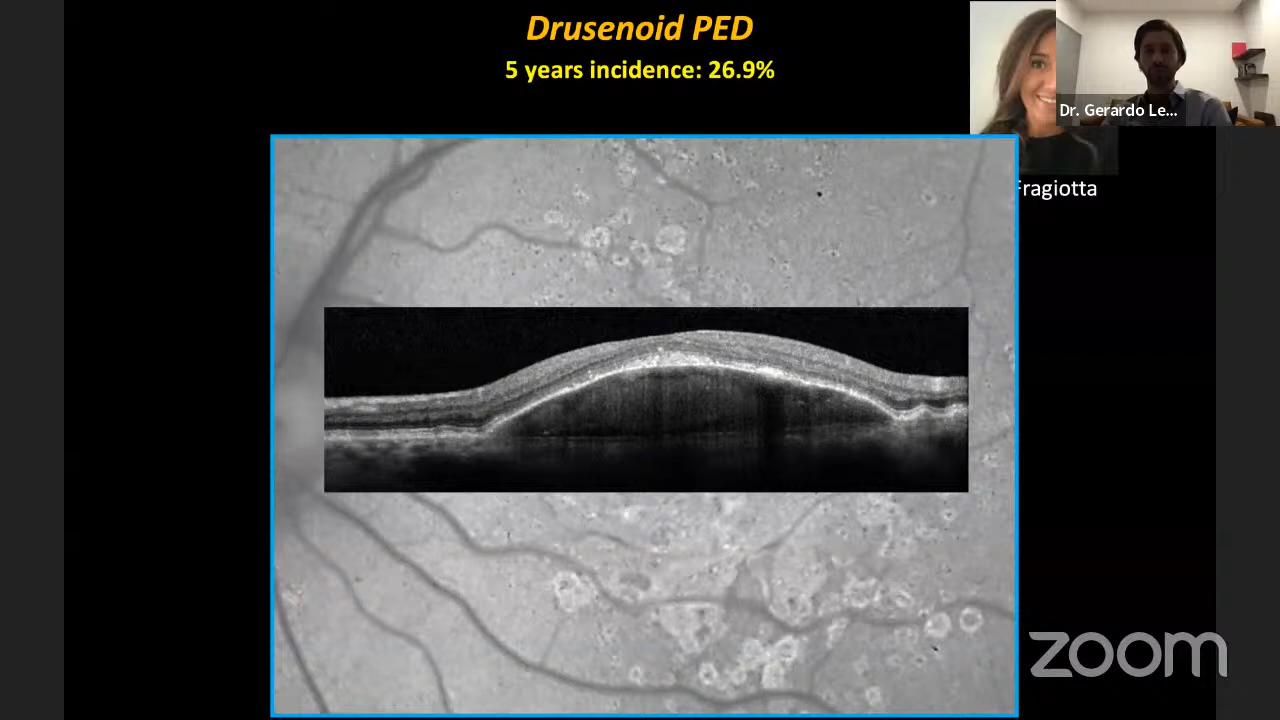 Drusenoid PED
5 years incidence: 26.9%
Dr. Gerardo Le...
Fragiotta
zoom